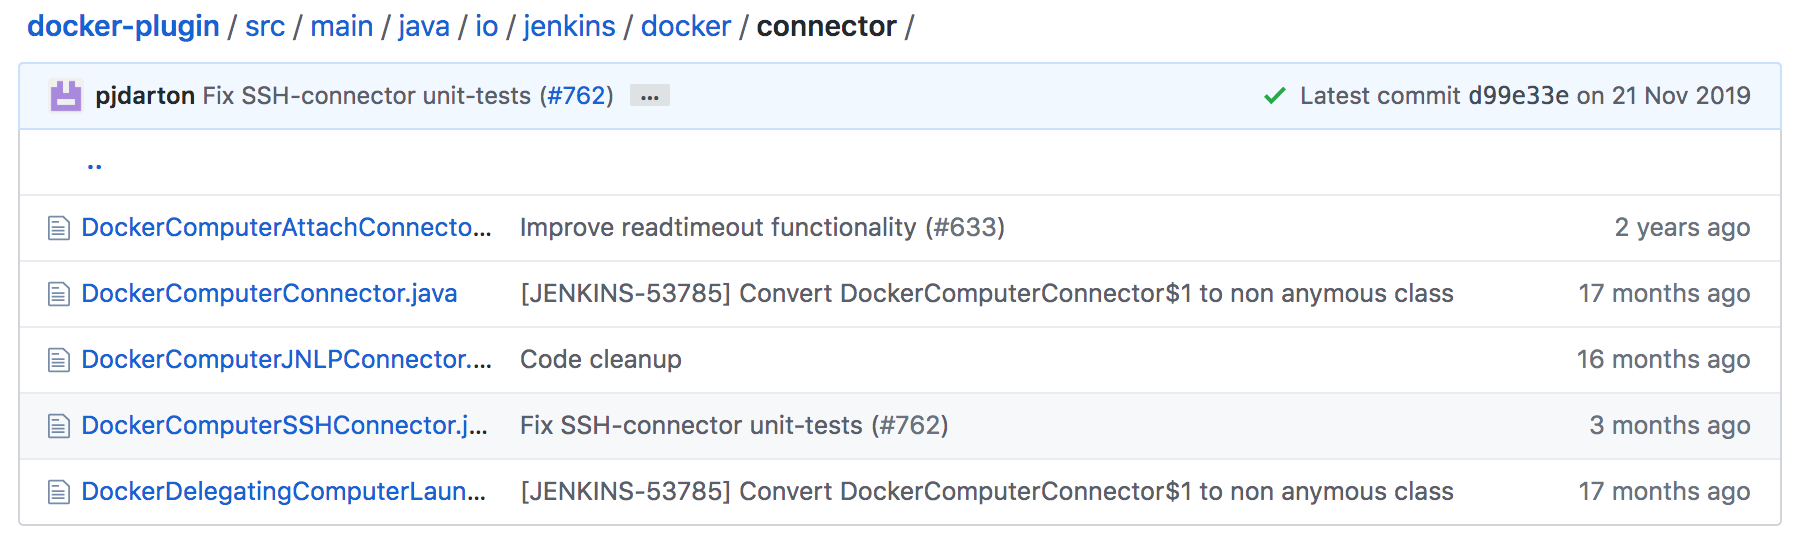 docker-plugin / src / main / java / io / jenkins / docker / connector /
pjdarton Fix SSH-connector unit-tests (#762) ... Latest commit d99e33e on 21 Nov 2019
..
DockerComputerAttachConnecto... Improve readtimeout functionality (#633) 2 years ago
DockerComputerConnector.java [JENKINS-53785] Convert DockerComputerConnector$1 to non anymous class 17 months ago
DockerComputerJNLPConnector.... Code cleanup 16 months ago
DockerComputerSSHConnector.j... Fix SSH-connector unit-tests (#762) 3 months ago
DockerDelegatingComputerLaun... [JENKINS-53785] Convert DockerComputerConnector$1 to non anymous class 17 months ago